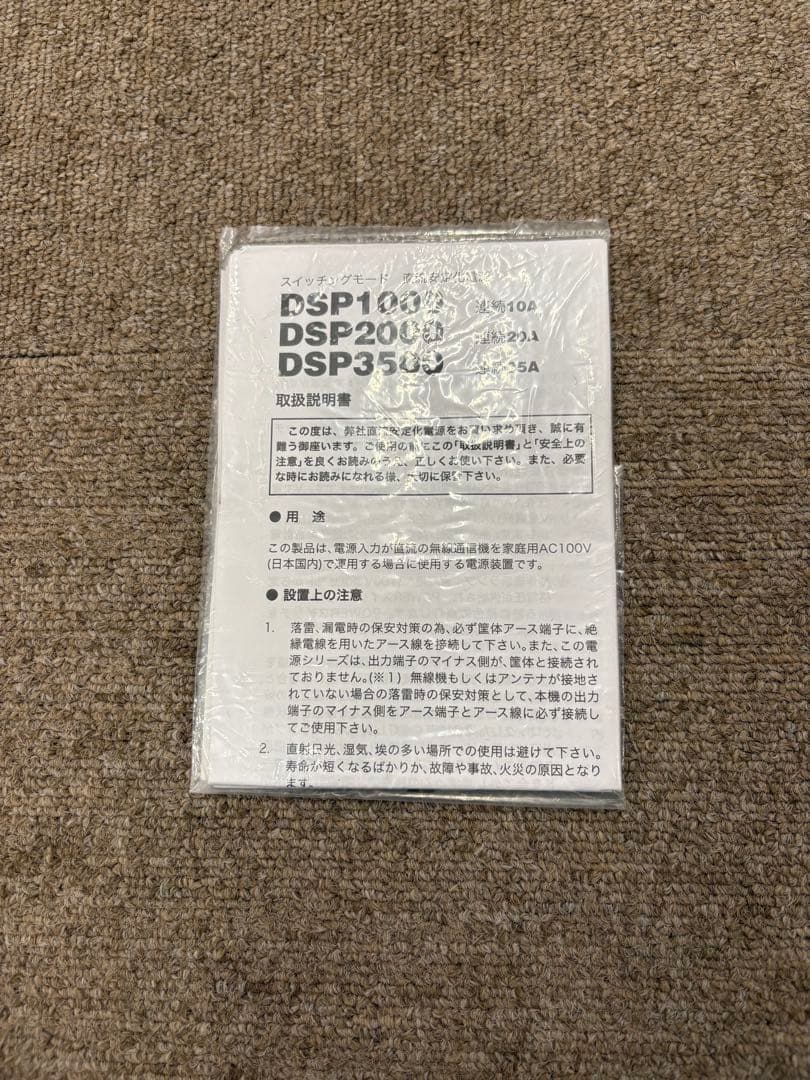 スイッチングモード 直流安定化電源
DSP1000 連続10A
DSP2000 連続20A
DSP3500 連続35A
取扱説明書
この度は、弊社直流安定化電源をお買い求め頂き、誠に有
難う御座います。ご使用の前にこの「取扱説明書」と「安全上の
注意」を良くお読みのうえ、正しくお使い下さい。また、必要
な時にお読みになれる様、大切に保管下さい。
● 用 途
この製品は、電源入力が直流の無線通信機を家庭用AC100V
(日本国内)で運用する場合に使用する電源装置です。
● 設置上の注意
1. 落雷、漏電時の保安対策の為、必ず筐体アース端子に、絶
縁電線を用いたアース線を接続して下さい。また、この電
源シリーズは、出力端子のマイナス側が、筐体と接続され
ておりません。(※1) 無線機もしくはアンテナが接地さ
れていない場合の落雷時の保安対策として、本機の出力
端子のマイナス側をアース端子とアース線に必ず接続し
てご使用下さい。
2. 直射日光、湿気、埃の多い場所での使用は避けて下さい。
寿命が短くなるばかりか、故障や事故、火災の原因となり
ます。